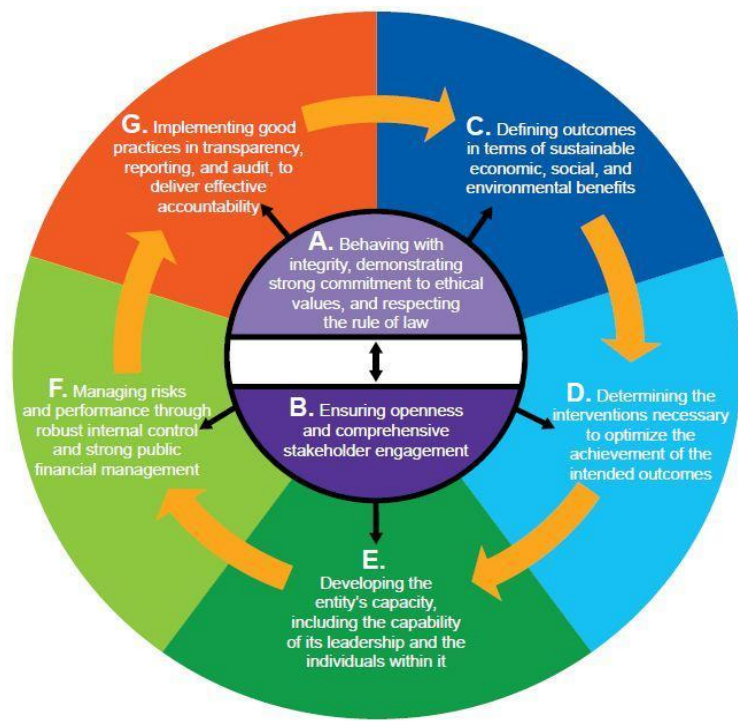 G. Implementing good
practices in transparency,
reporting, and audit, to
deliver effective
accountability
C. Defining outcomes
in terms of sustainable
economic, social, and
environmental benefits
A. Behaving with
integrity, demonstrating
strong commitment to ethical
values, and respecting
the rule of law
F. Managing risks
and performance through
robust internal control
and strong public
financial management
B. Ensuring openness
and comprehensive
stakeholder engagement
D. Determining the
interventions necessary
to optimize the
achievement of the
intended outcomes
E.
Developing the
entity's capacity,
including the capability
of its leadership and the
individuals within it